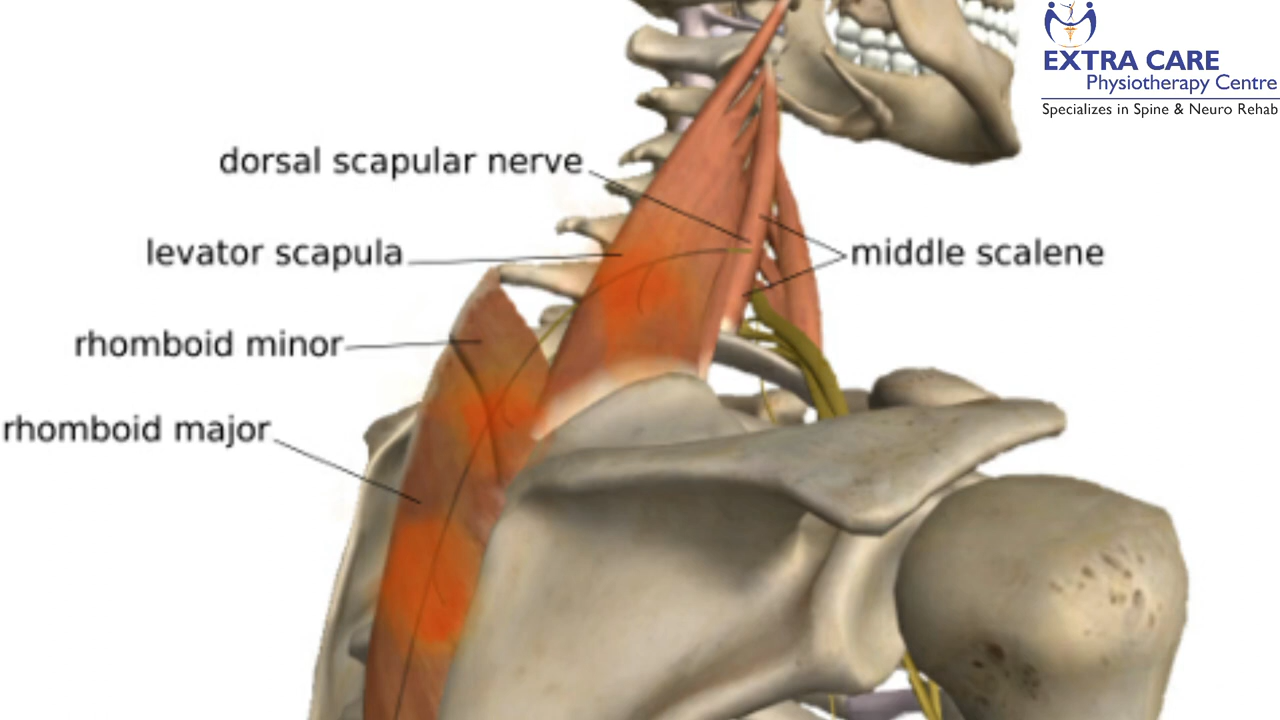 EXTRA CARE
Physiotherapy Centre
Specializes in Spine & Neuro Rehab
dorsal scapular nerve
levator scapula
middle scalene
rhomboid minor
rhomboid major